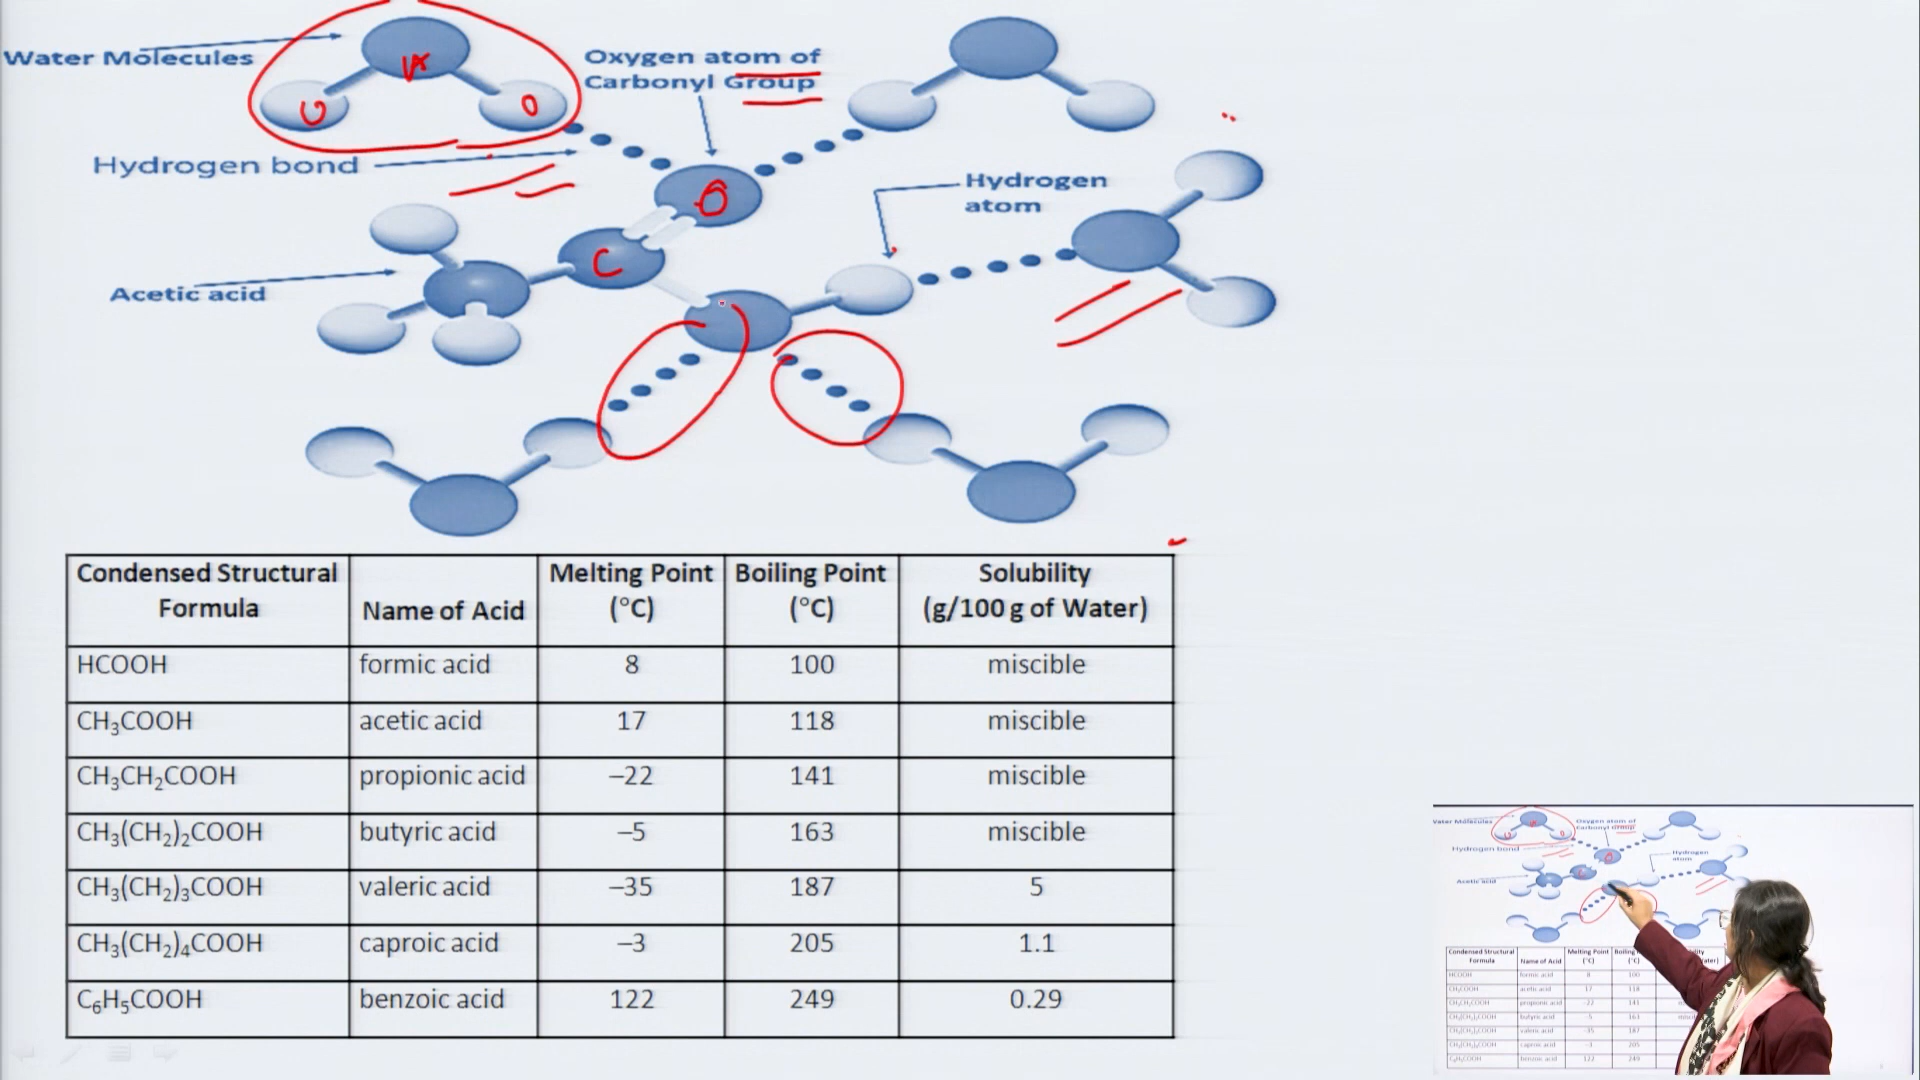 Water Molecules
Oxygen atom of
Carbonyl Group
Hydrogen bond
Hydrogen
atom
Acetic acid
O
C
Condensed Structural Formula | Name of Acid | Melting Point (°C) | Boiling Point (°C) | Solubility (g/100 g of Water)
HCOOH | formic acid | 8 | 100 | miscible
CH₃COOH | acetic acid | 17 | 118 | miscible
CH₃CH₂COOH | propionic acid | –22 | 141 | miscible
CH₃(CH₂)₂COOH | butyric acid | –5 | 163 | miscible
CH₃(CH₂)₃COOH | valeric acid | –35 | 187 | 5
CH₃(CH₂)₄COOH | caproic acid | –3 | 205 | 1.1
C₆H₅COOH | benzoic acid | 122 | 249 | 0.29